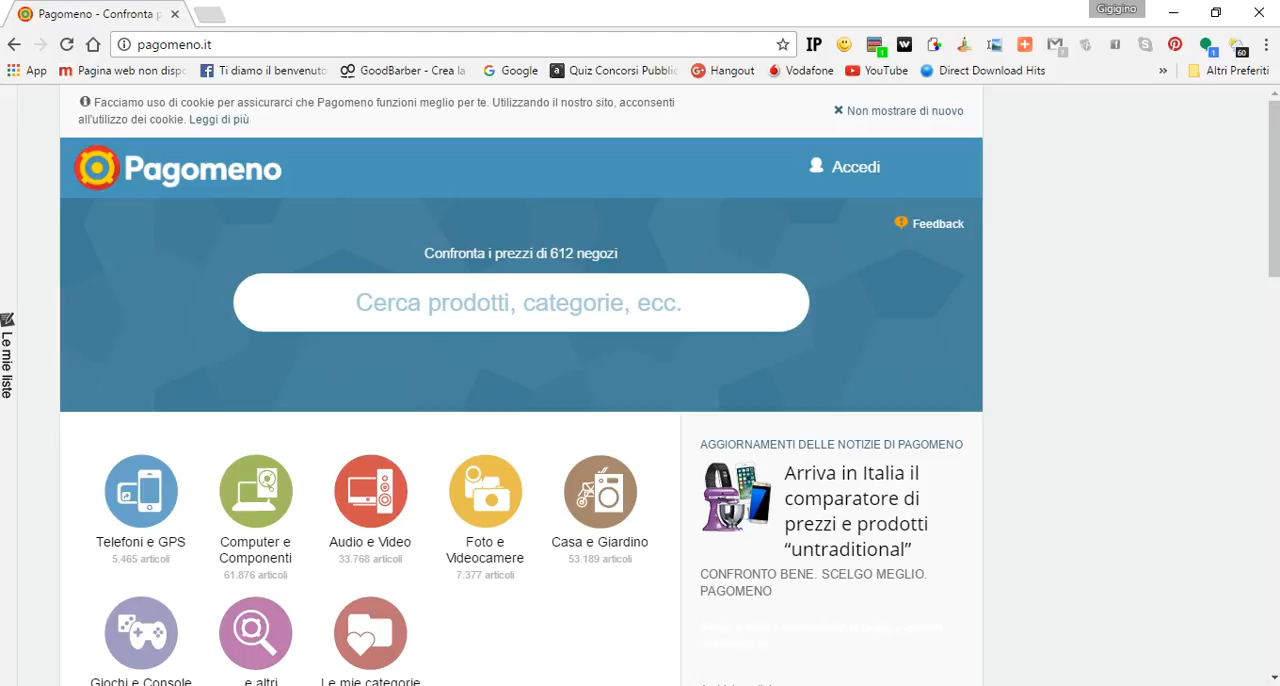 Pagomeno - Confronta p
Gigigino
pagomeno.it
IP
1
1
60
App
Pagina web non dispo
Ti diamo il benvenuto
GoodBarber - Crea la
Google
Quiz Concorsi Pubblic
Hangout
Vodafone
YouTube
Direct Download Hits
»
Altri Preferiti
Facciamo uso di cookie per assicurarci che Pagomeno funzioni meglio per te. Utilizzando il nostro sito, acconsenti
all'utilizzo dei cookie. Leggi di più
Non mostrare di nuovo
Pagomeno
Accedi
Feedback
Confronta i prezzi di 612 negozi
Cerca prodotti, categorie, ecc.
Le mie liste
Telefoni e GPS
5.465 articoli
Computer e
Componenti
61.876 articoli
Audio e Video
33.768 articoli
Foto e
Videocamere
7.377 articoli
Casa e Giardino
53.189 articoli
Giochi e Console
e altri
Le mie categorie
AGGIORNAMENTI DELLE NOTIZIE DI PAGOMENO
Arriva in Italia il
comparatore di
prezzi e prodotti
“untraditional”
CONFRONTO BENE. SCELGO MEGLIO.
PAGOMENO